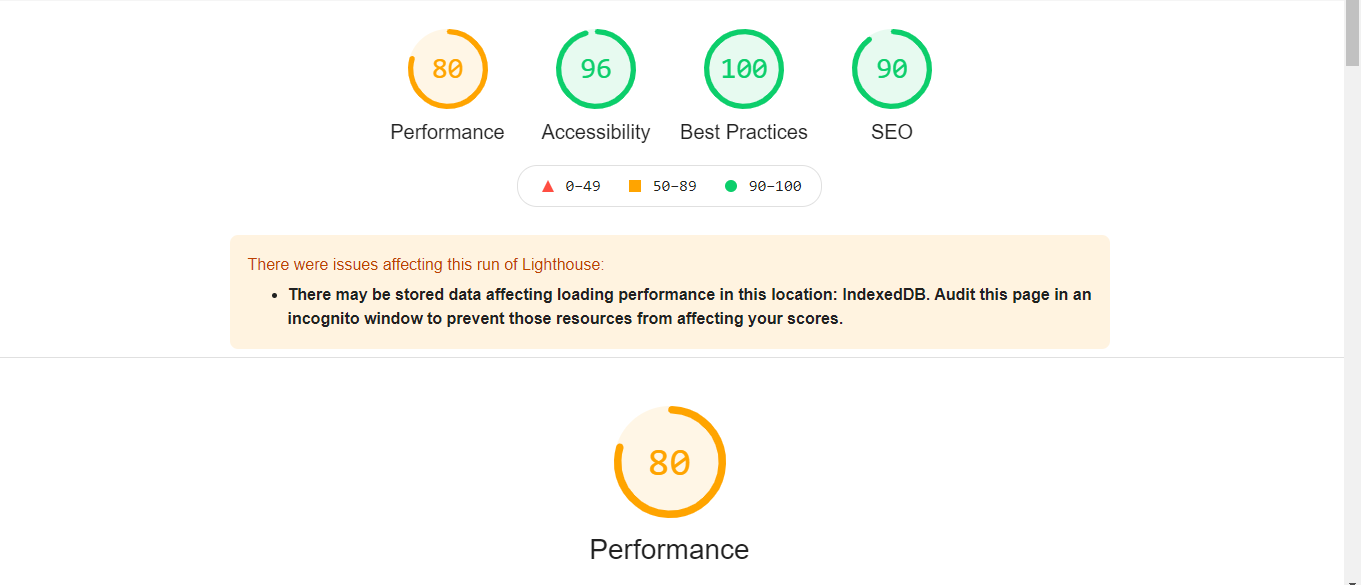 80 96 100 90
Performance Accessibility Best Practices SEO
0–49 50–89 90–100
There were issues affecting this run of Lighthouse:
There may be stored data affecting loading performance in this location: IndexedDB. Audit this page in an
incognito window to prevent those resources from affecting your scores.
80
Performance